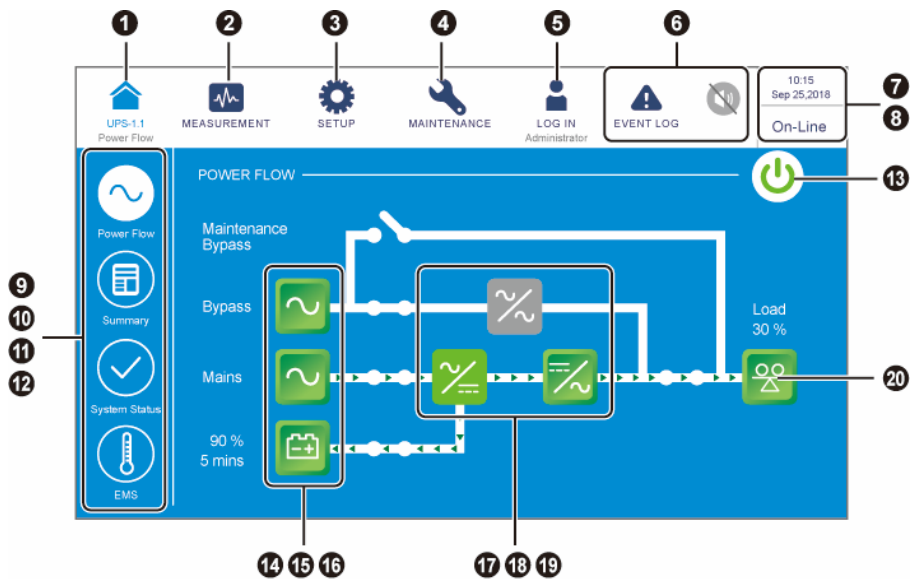 1 2 3 4 5 6
UPS-1.1
Power Flow
MEASUREMENT
SETUP
MAINTENANCE
LOG IN
Administrator
EVENT LOG
10:15
Sep 25,2018
On-Line
7
8
POWER FLOW
13
Power Flow
Summary
System Status
EMS
9
10
11
12
Maintenance
Bypass
Bypass
Mains
90 %
5 mins
Load
30 %
20
14 15 16
17 18 19